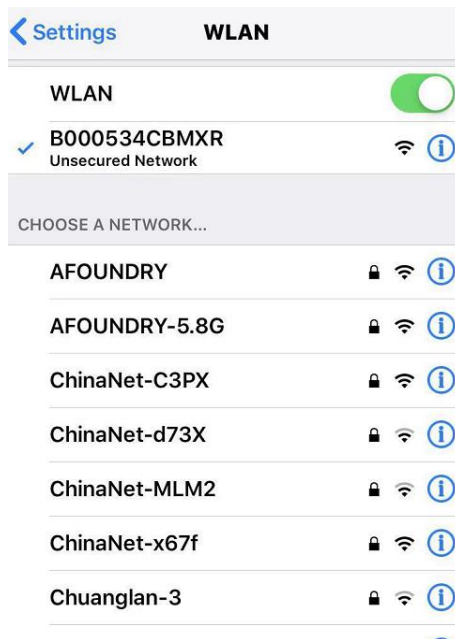 Settings WLAN
WLAN
B000534CBMXR
Unsecured Network
CHOOSE A NETWORK...
AFOUNDRY
AFOUNDRY-5.8G
ChinaNet-C3PX
ChinaNet-d73X
ChinaNet-MLM2
ChinaNet-x67f
Chuanglan-3